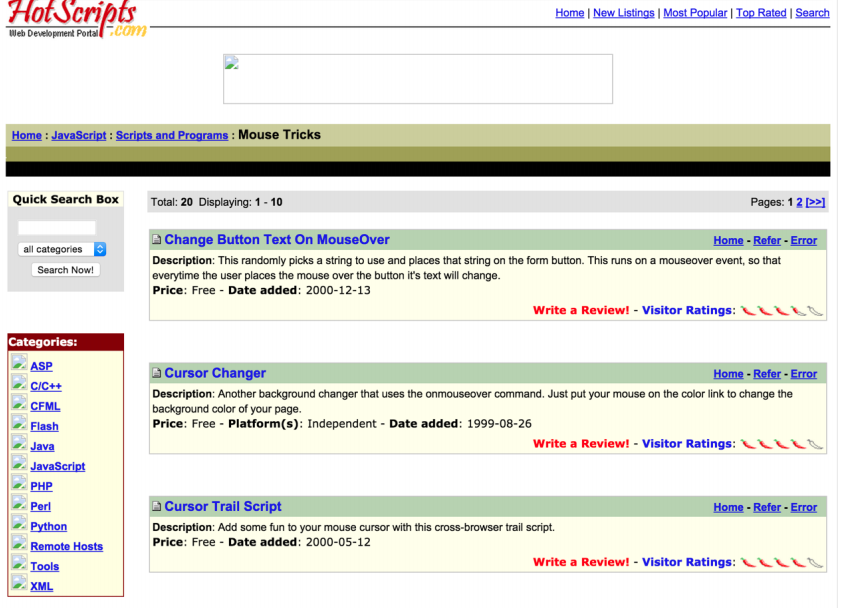 HotScripts
.com
Web Development Portal
Home | New Listings | Most Popular | Top Rated | Search
Home : JavaScript : Scripts and Programs : Mouse Tricks
Quick Search Box
all categories
Search Now!
Categories:
ASP
C/C++
CFML
Flash
Java
JavaScript
PHP
Perl
Python
Remote Hosts
Tools
XML
Total: 20 Displaying: 1 - 10
Pages: 1 2 [>>]
Change Button Text On MouseOver
Home - Refer - Error
Description: This randomly picks a string to use and places that string on the form button. This runs on a mouseover event, so that
everytime the user places the mouse over the button it's text will change.
Price: Free - Date added: 2000-12-13
Write a Review! - Visitor Ratings:
Cursor Changer
Home - Refer - Error
Description: Another background changer that uses the onmouseover command. Just put your mouse on the color link to change the
background color of your page.
Price: Free - Platform(s): Independent - Date added: 1999-08-26
Write a Review! - Visitor Ratings:
Cursor Trail Script
Home - Refer - Error
Description: Add some fun to your mouse cursor with this cross-browser trail script.
Price: Free - Date added: 2000-05-12
Write a Review! - Visitor Ratings: